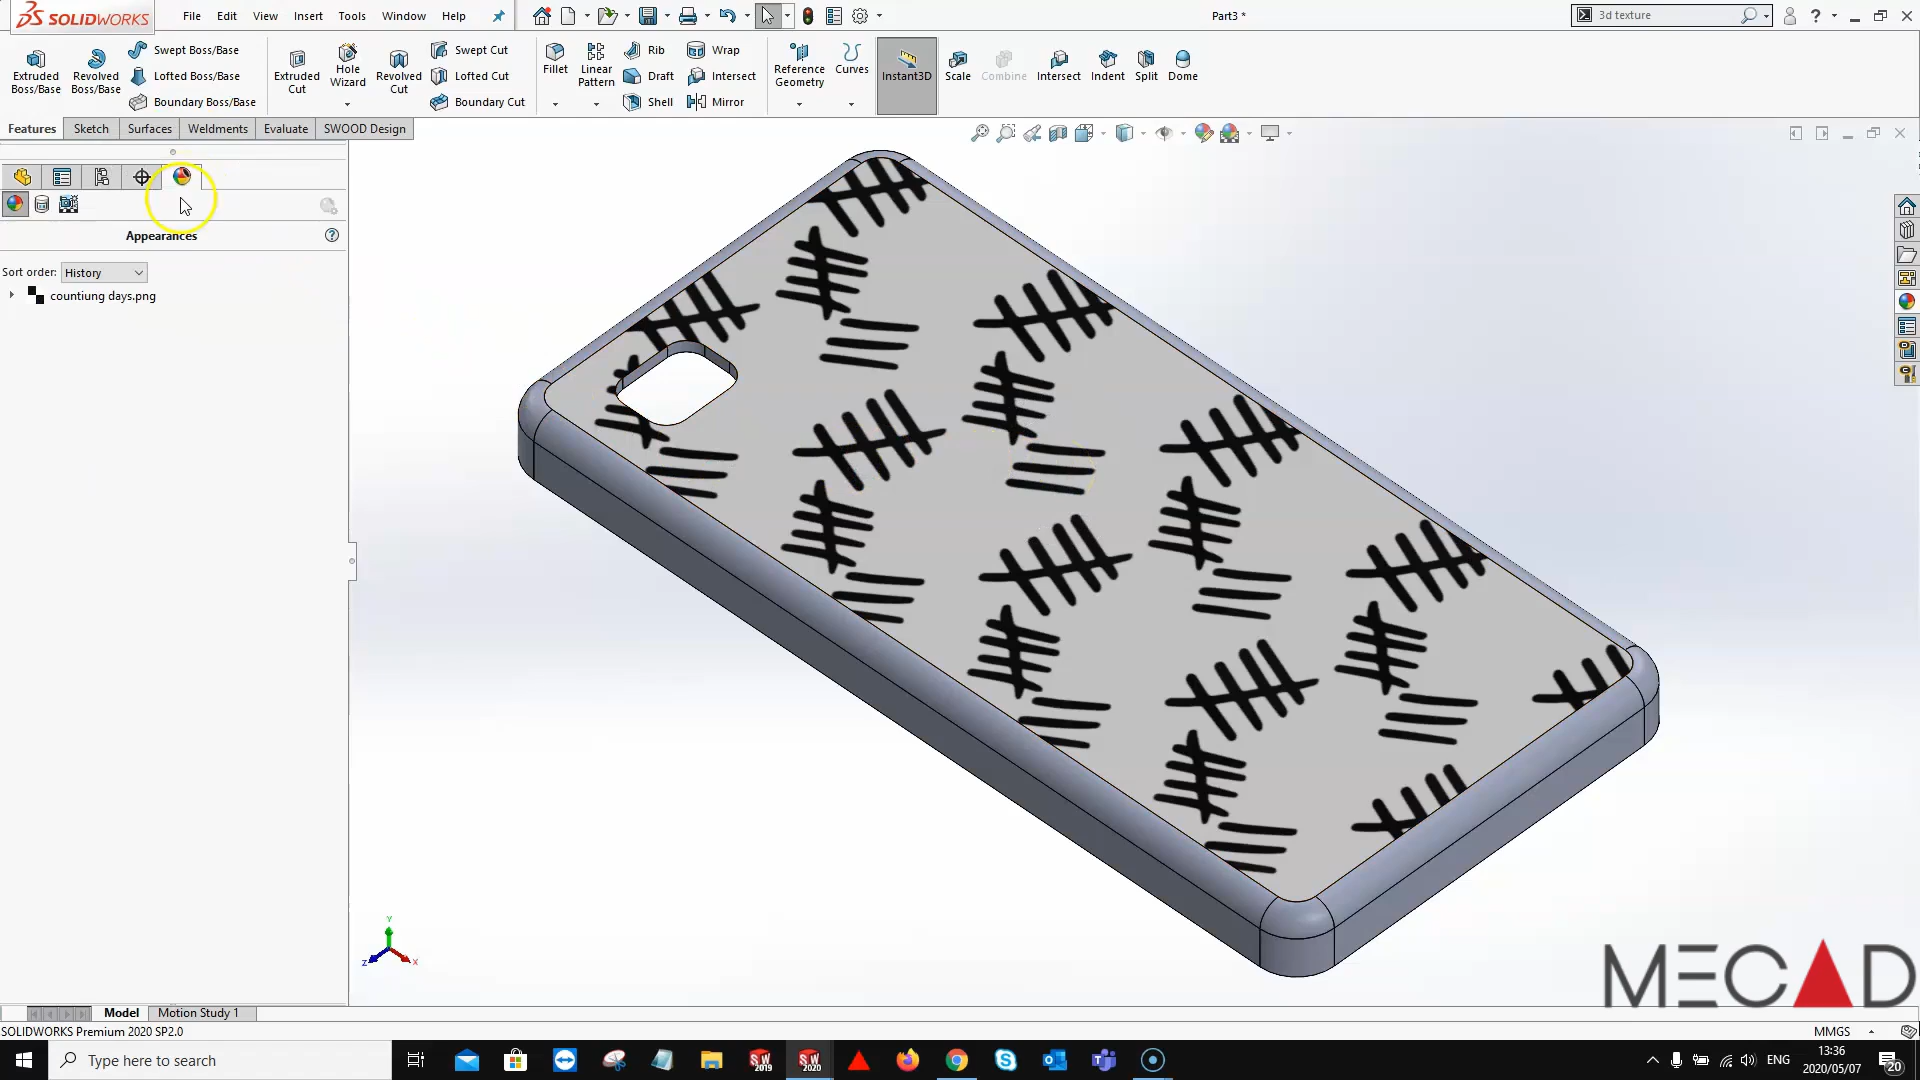 SOLIDWORKS
File Edit View Insert Tools Window Help
Part3 *
3d texture
Extruded Boss/Base
Revolved Boss/Base
Swept Boss/Base
Lofted Boss/Base
Boundary Boss/Base
Extruded Cut
Hole Wizard
Revolved Cut
Swept Cut
Lofted Cut
Boundary Cut
Fillet
Linear Pattern
Rib
Draft
Shell
Wrap
Intersect
Mirror
Reference Geometry
Curves
Instant3D
Scale
Combine
Intersect
Indent
Split
Dome
Features Sketch Surfaces Weldments Evaluate SWOOD Design
Appearances
Sort order: History
countiung days.png
Y
Z
X
MECAD
Model Motion Study 1
SOLIDWORKS Premium 2020 SP2.0
MMGS
Type here to search
SW 2019
SW 2020
ENG
13:36
2020/05/07
20